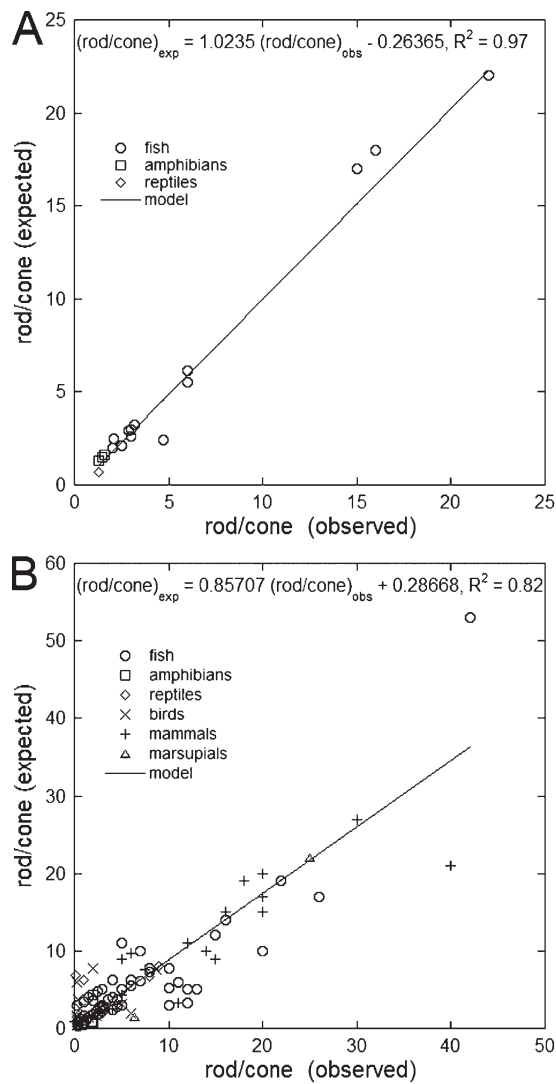 A
(rod/cone)exp = 1.0235 (rod/cone)obs - 0.26365, R2 = 0.97
25
20
15
10
5
0
fish
amphibians
reptiles
model
rod/cone (expected)
0 5 10 15 20 25
rod/cone (observed)
B
(rod/cone)exp = 0.85707 (rod/cone)obs + 0.28668, R2 = 0.82
60
50
40
30
20
10
0
fish
amphibians
reptiles
birds
mammals
marsupials
model
rod/cone (expected)
0 10 20 30 40 50
rod/cone (observed)